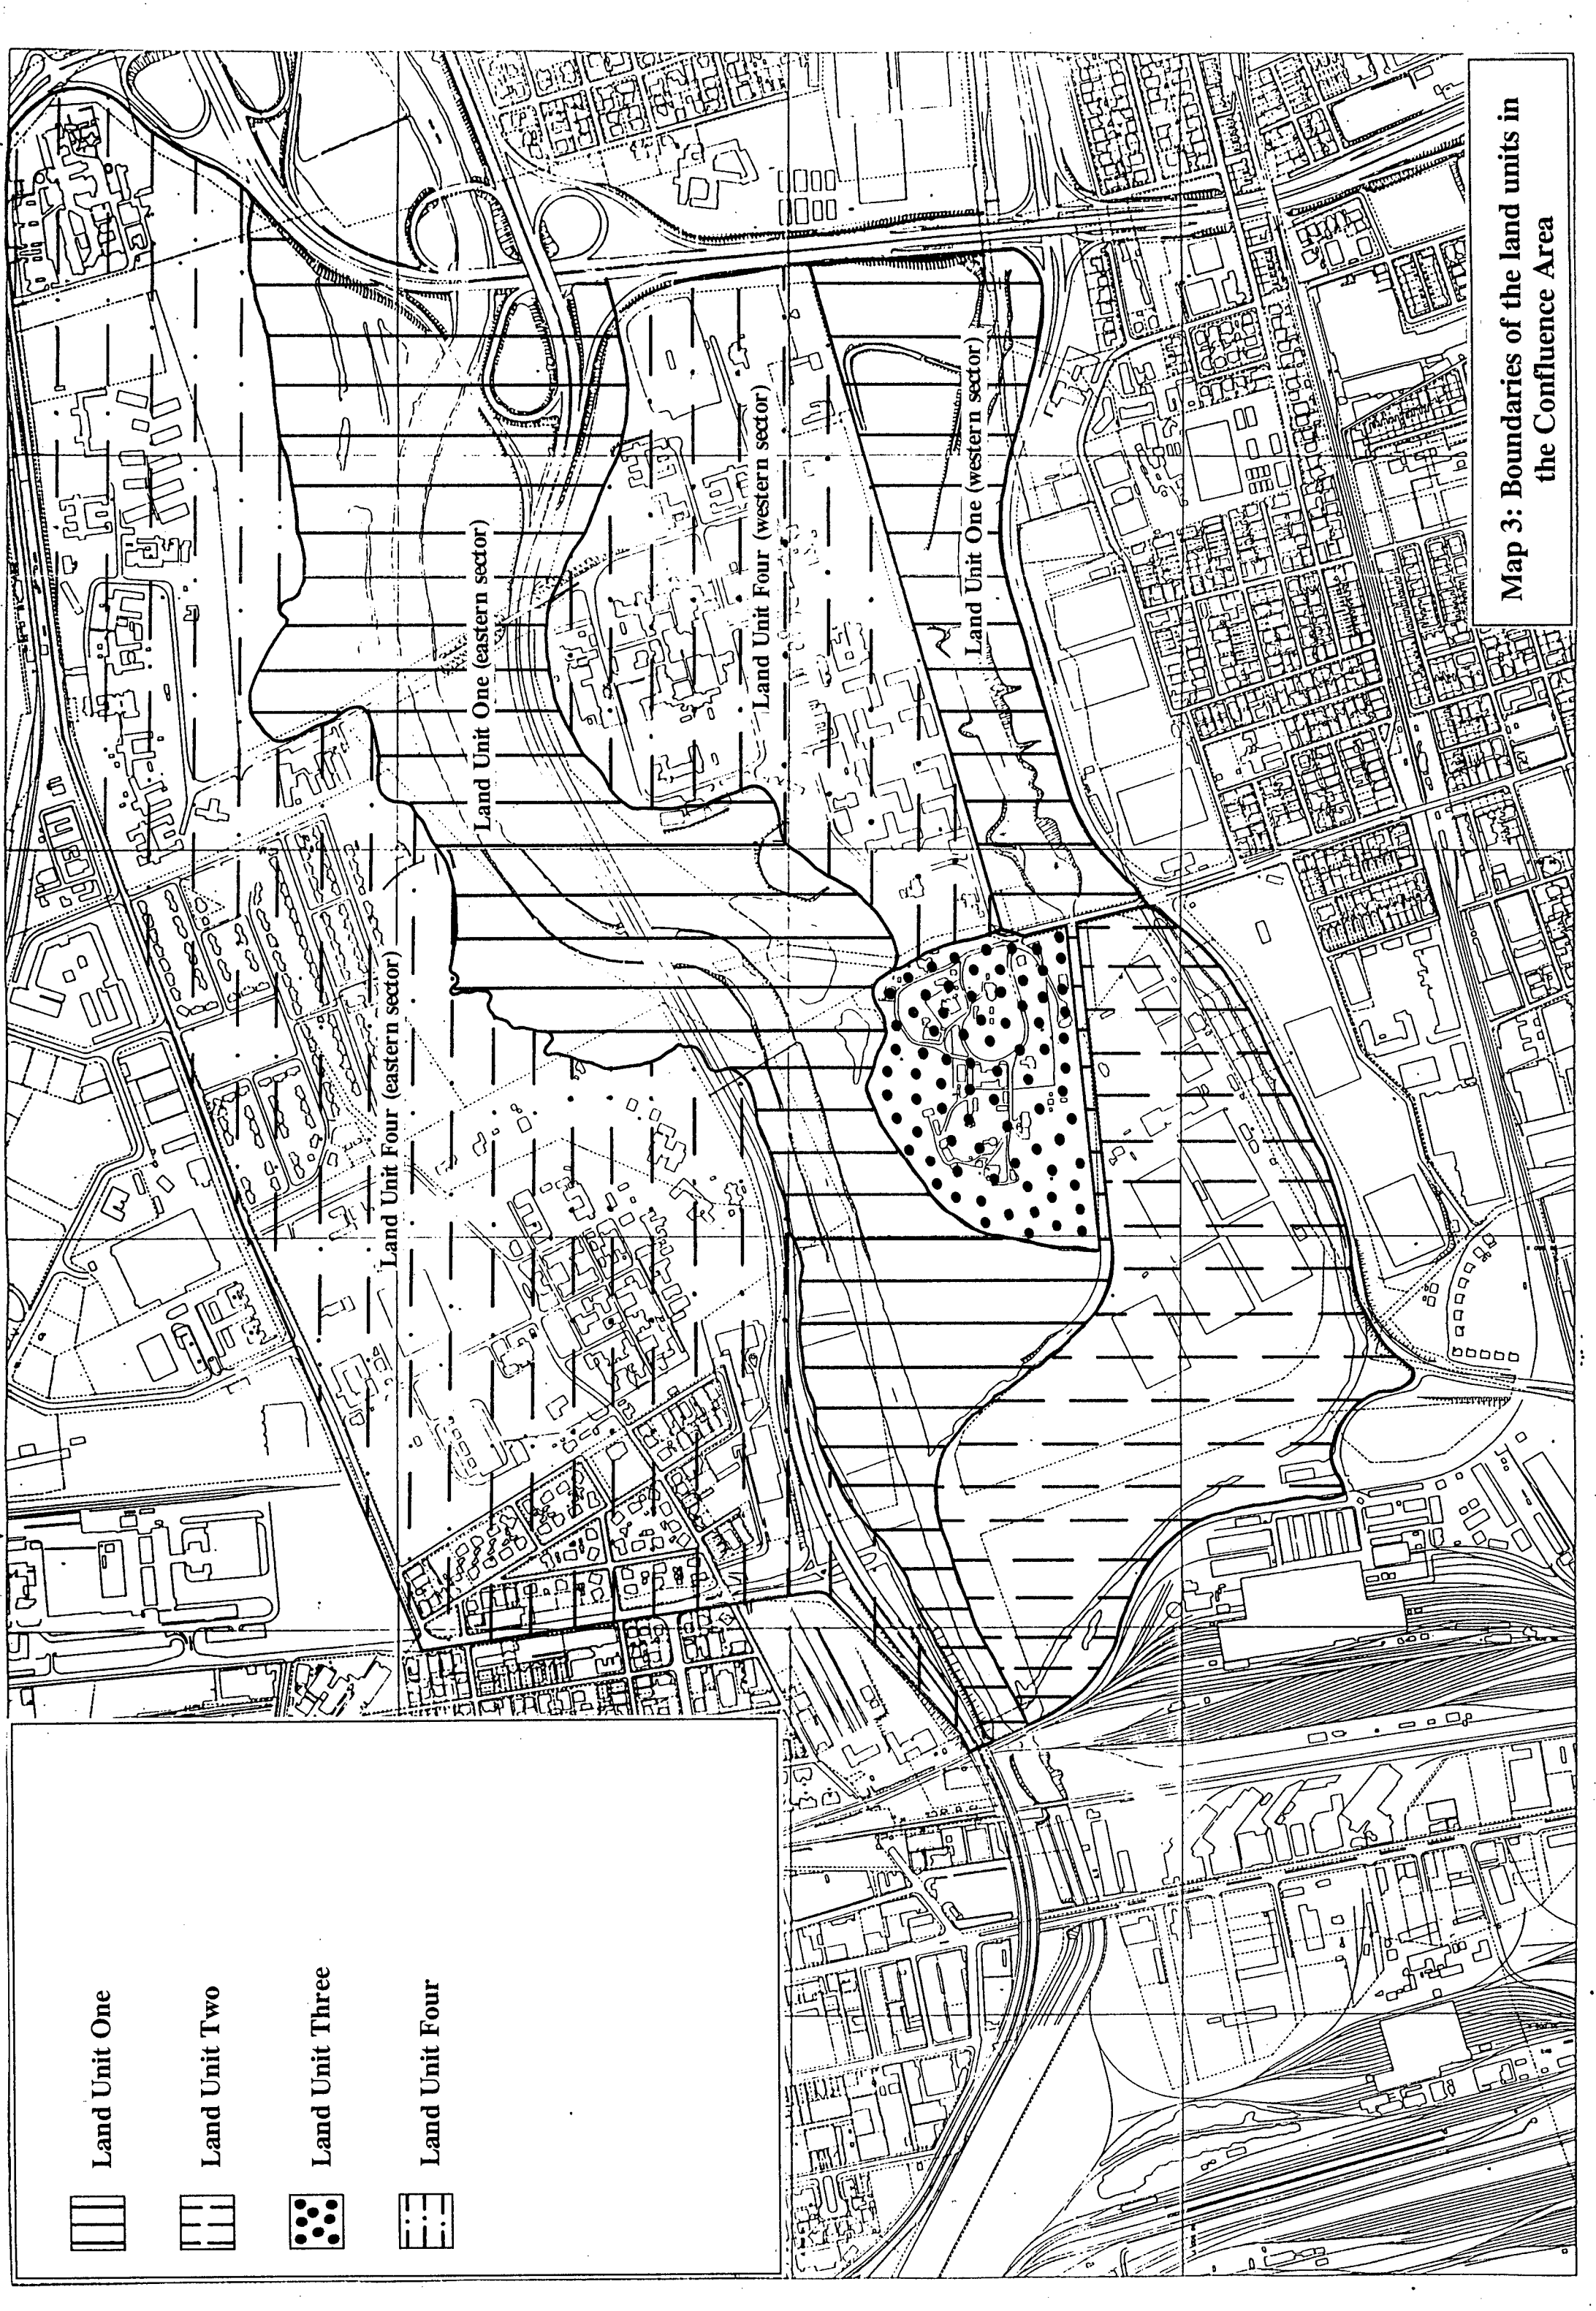 Land Unit One
Land Unit Two
Land Unit Three
Land Unit Four
Land Unit Four (eastern sector)
Land Unit One (eastern sector)
Land Unit Four (western sector)
Land Unit One (western sector)
Map 3: Boundaries of the land units in
the Confluence Area